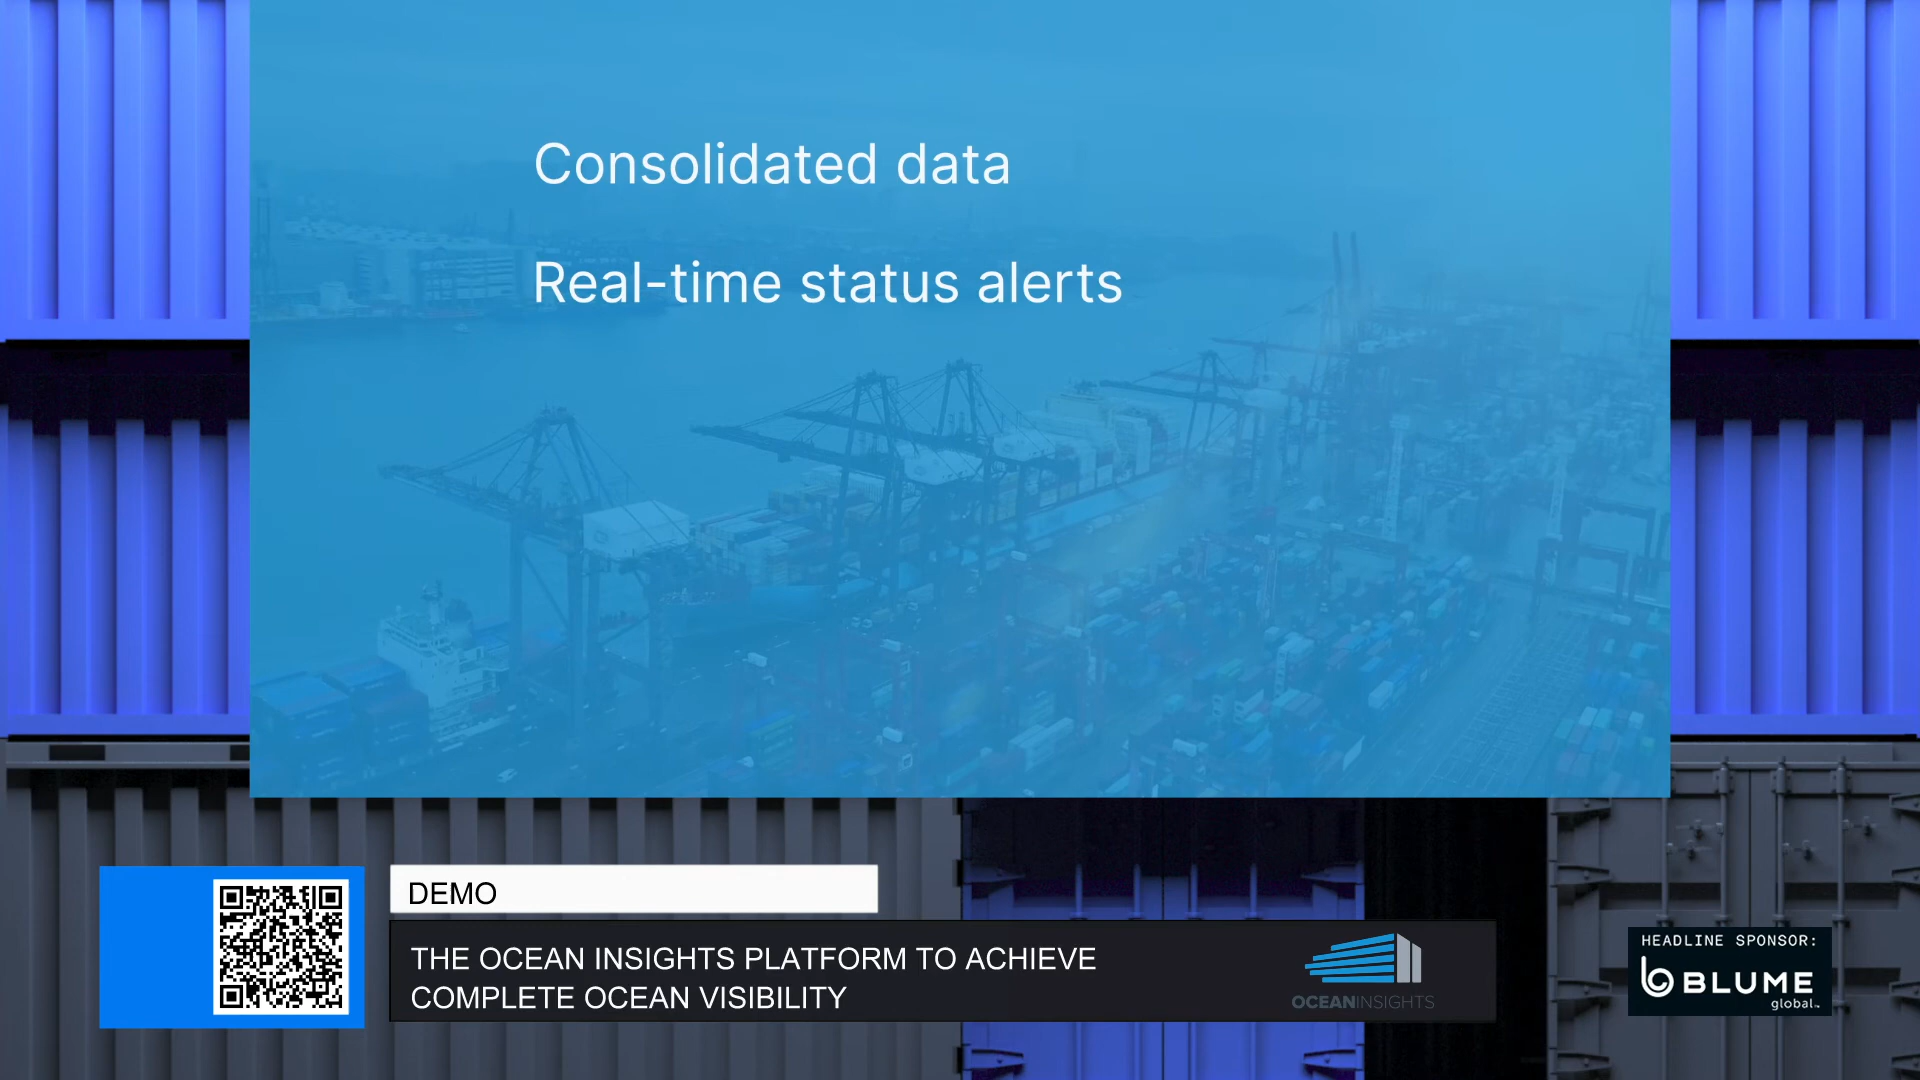 Consolidated data
Real-time status alerts
DEMO
THE OCEAN INSIGHTS PLATFORM TO ACHIEVE
COMPLETE OCEAN VISIBILITY
OCEANINSIGHTS
HEADLINE SPONSOR:
BLUME
global™